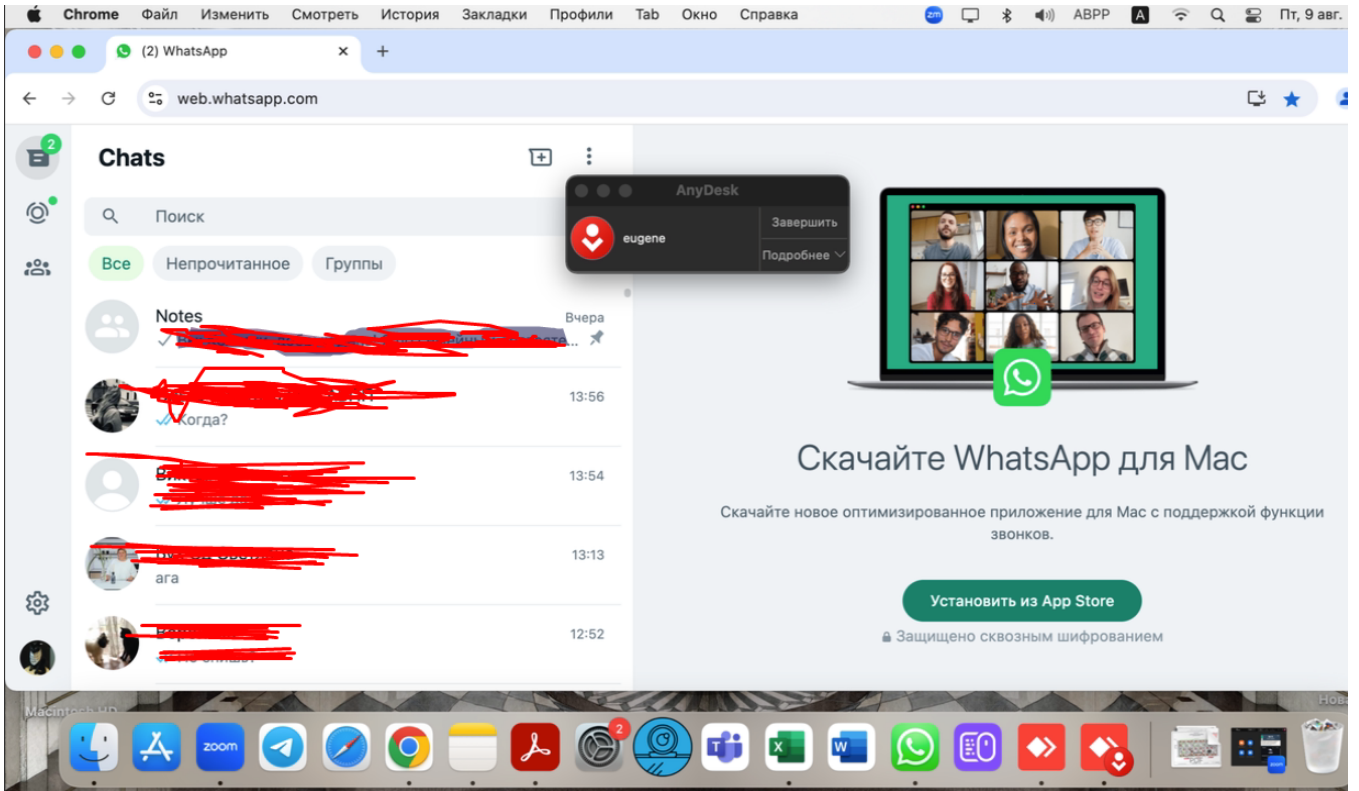 Chrome Файл Изменить Смотреть История Закладки Профили Tab Окно Справка zm АВРР A Пт, 9 авг.
(2) WhatsApp
web.whatsapp.com
2
Chats
AnyDesk
Поиск
eugene
Завершить
Подробнее
Все Непрочитанное Группы
Notes
Вчера
13:56
Когда?
13:54
13:13
ага
12:52
Скачайте WhatsApp для Mac
Скачайте новое оптимизированное приложение для Mac с поддержкой функции
звонков.
Установить из App Store
Защищено сквозным шифрованием
Macintosh HD
Нова
zoom
2
T
X
W
zoom